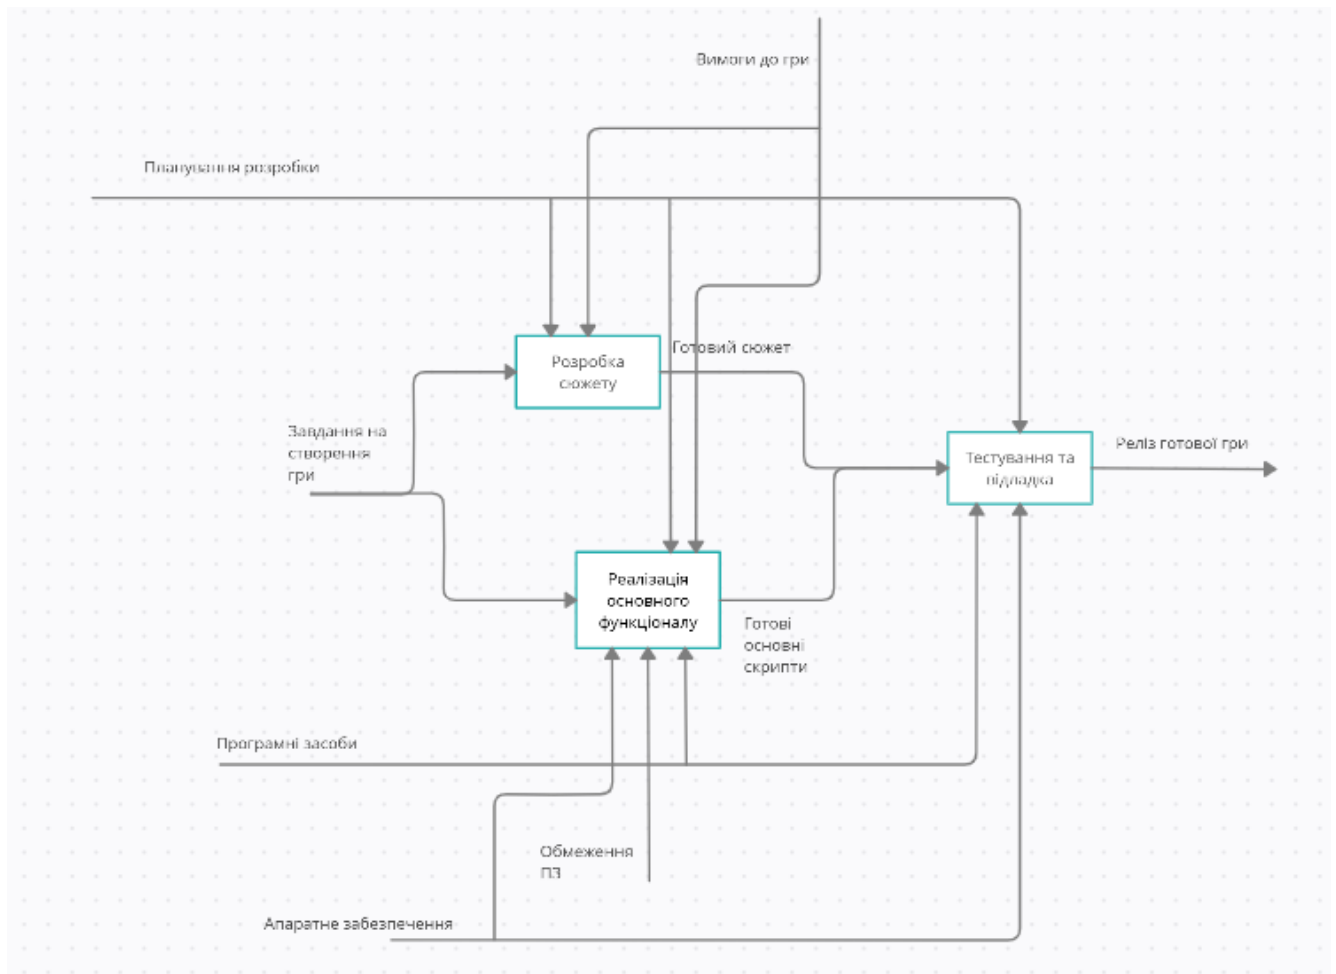 Вимоги до гри
Планування розробки
Готовий сюжет
Розробка
сюжету
Завдання на
створення
гри
Реліз готової гри
Тестування та
відладка
Реалізація
основного
функціоналу
Готові
основні
скрипти
Програмні засоби
Обмеження
ПЗ
Апаратне забезпечення